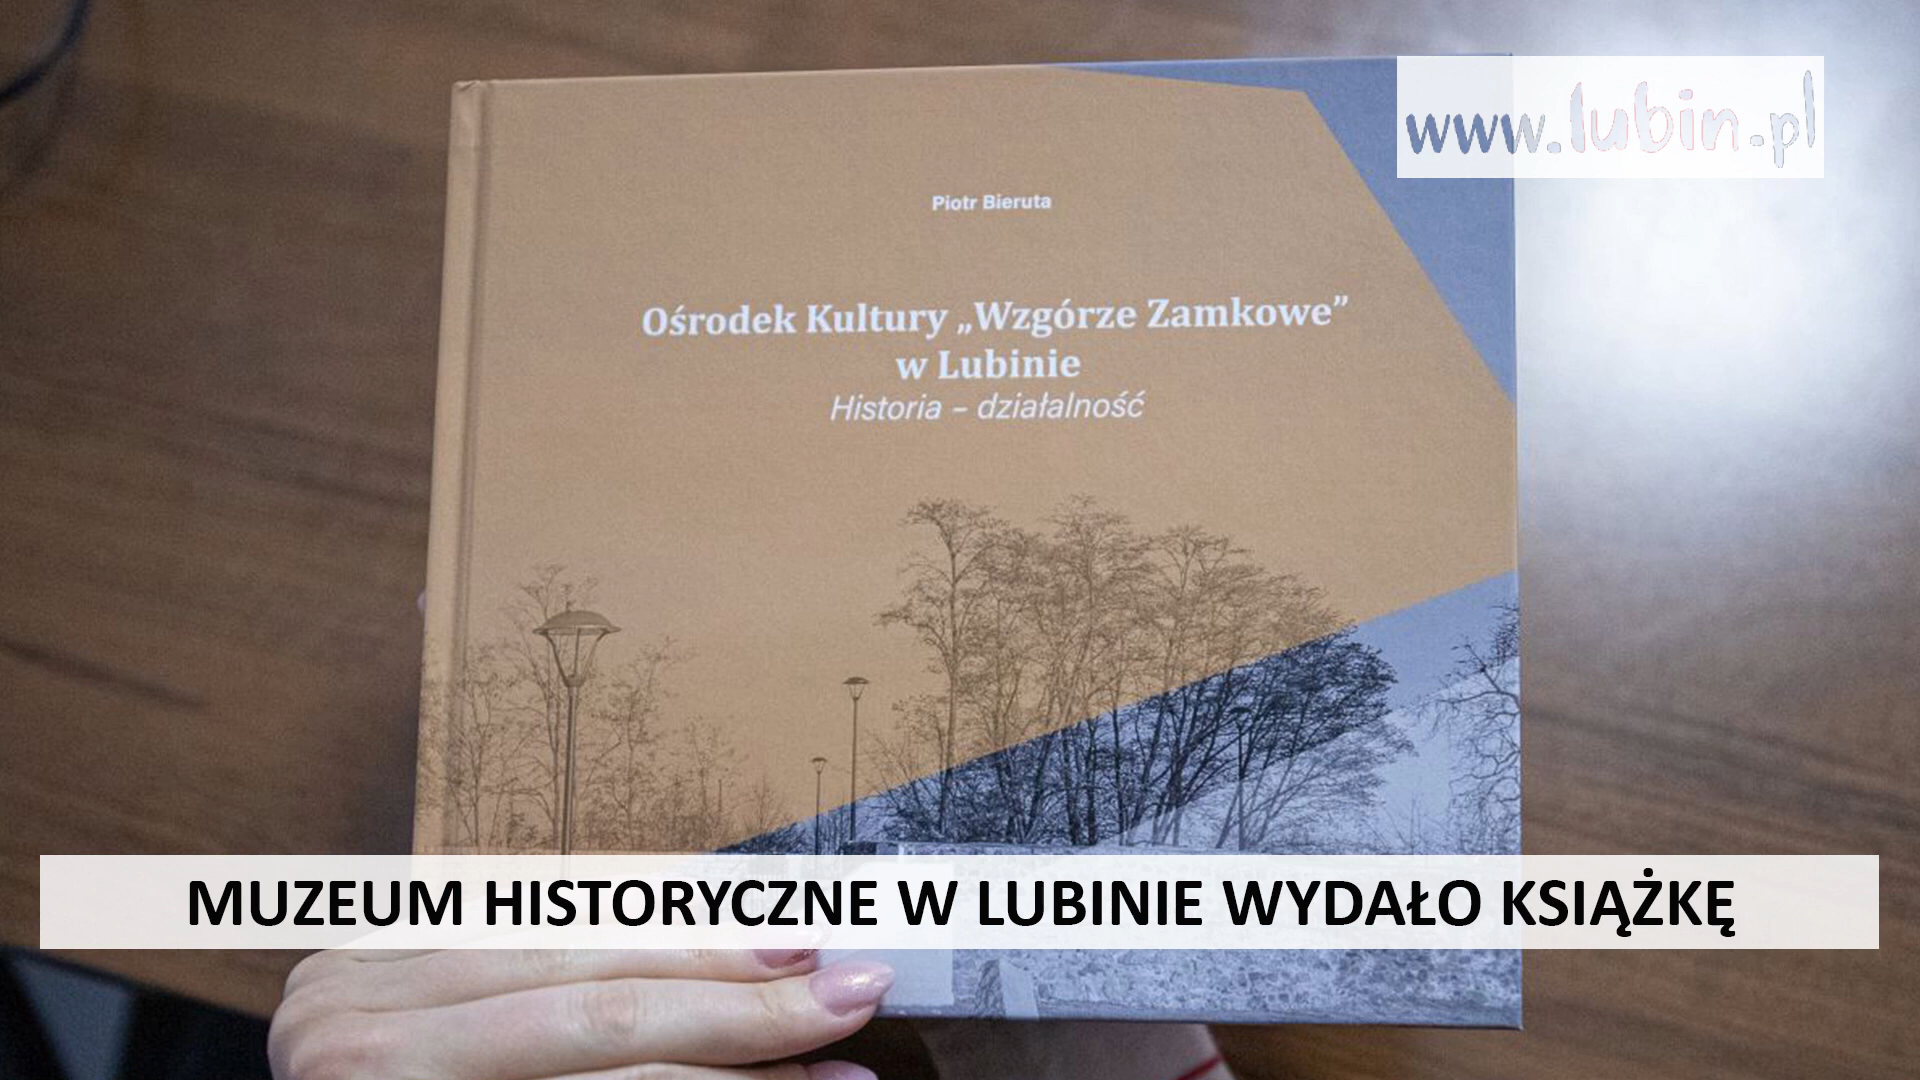 www.lubin.pl
Piotr Bieruta
Ośrodek Kultury „Wzgórze Zamkowe”
w Lubinie
Historia – działalność
MUZEUM HISTORYCZNE W LUBINIE WYDAŁO KSIĄŻKĘ